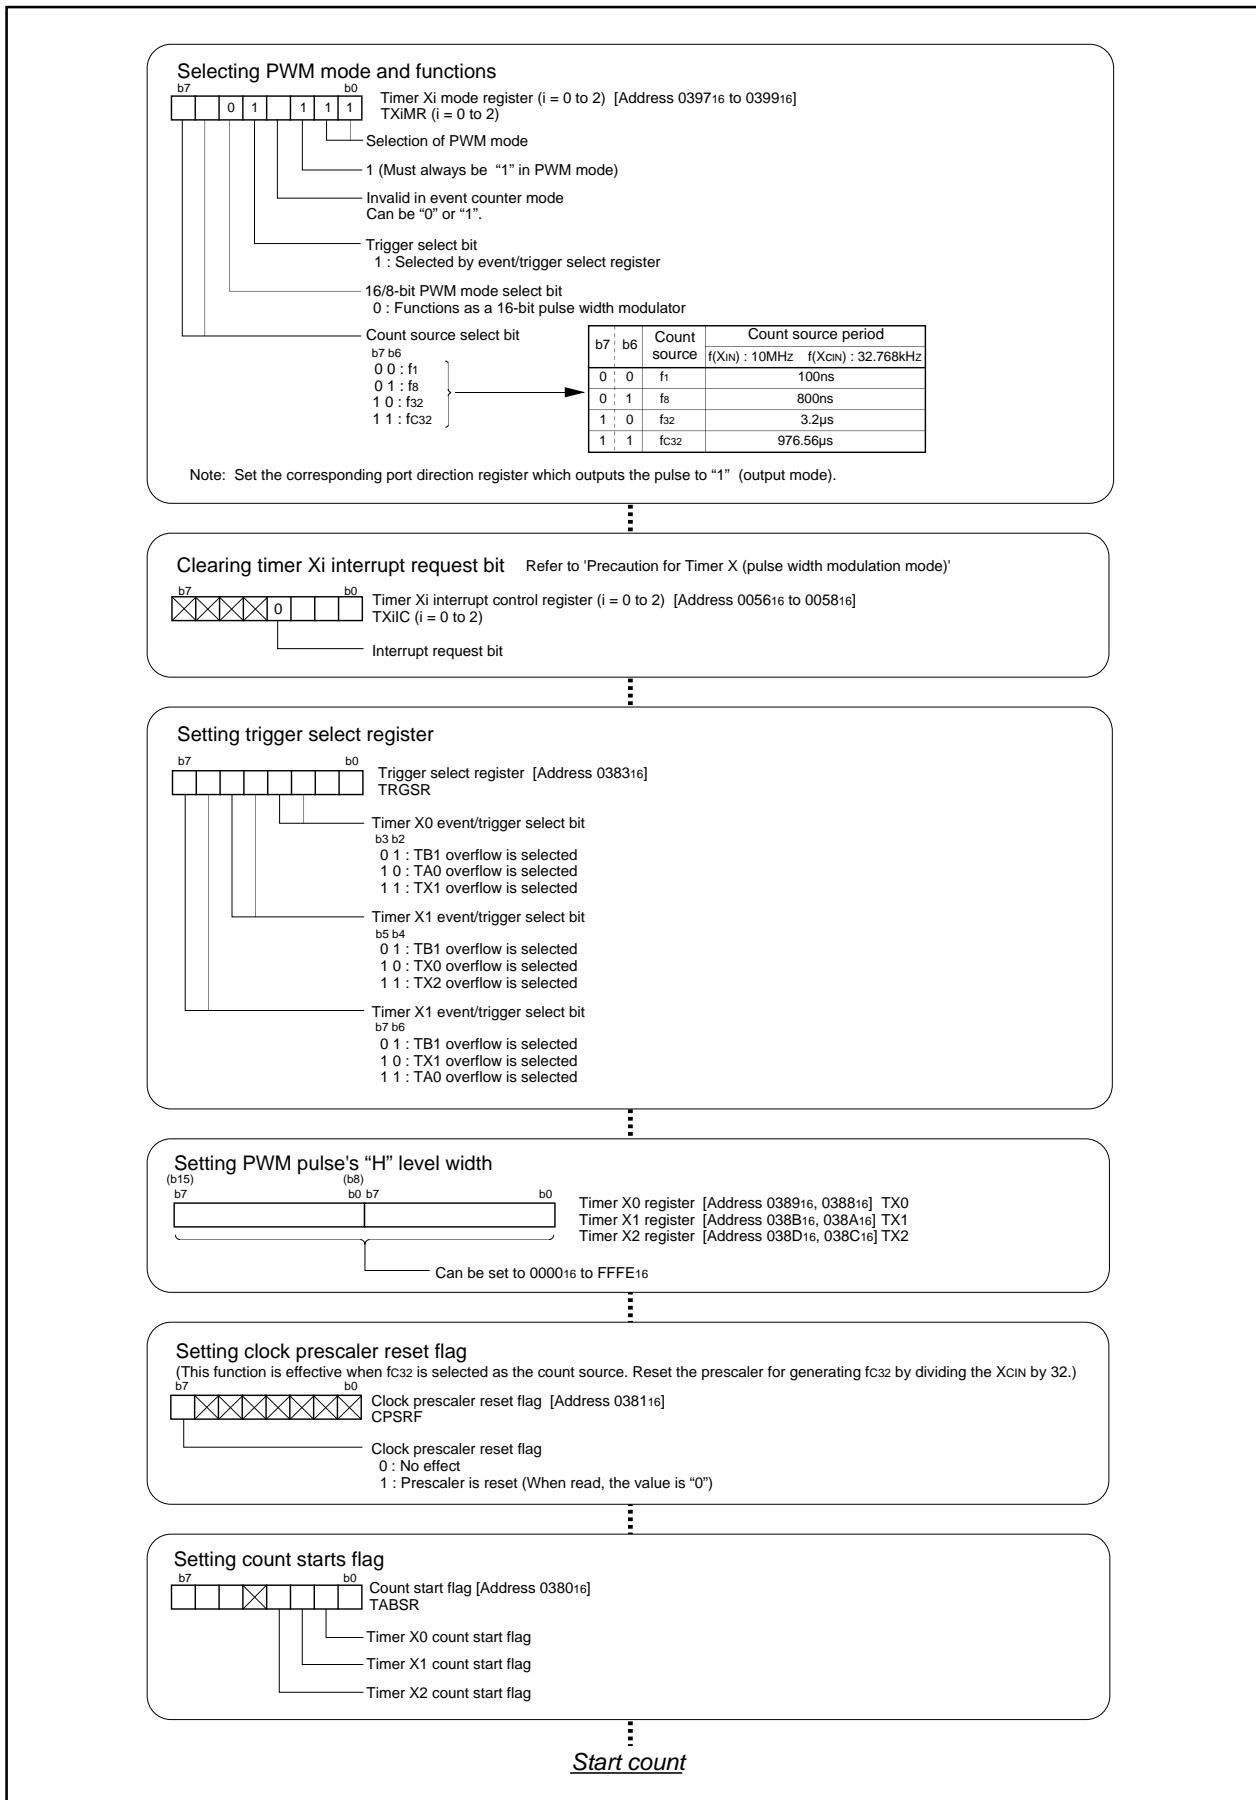 Selecting PWM mode and functions
b7 b0
0 1 1 1 1
Timer Xi mode register (i = 0 to 2) [Address 039716 to 039916]
TXiMR (i = 0 to 2)
Selection of PWM mode
1 (Must always be “1” in PWM mode)
Invalid in event counter mode
Can be “0” or “1”.
Trigger select bit
1 : Selected by event/trigger select register
16/8-bit PWM mode select bit
0 : Functions as a 16-bit pulse width modulator
Count source select bit
b7 b6
0 0 : f1
0 1 : f8
1 0 : f32
1 1 : fC32
b7 b6 Count source Count source period
f(XIN) : 10MHz f(XCIN) : 32.768kHz
0 0 f1 100ns
0 1 f8 800ns
1 0 f32 3.2µs
1 1 fC32 976.56µs
Note: Set the corresponding port direction register which outputs the pulse to “1” (output mode).
Clearing timer Xi interrupt request bit Refer to 'Precaution for Timer X (pulse width modulation mode)'
b7 b0
0
Timer Xi interrupt control register (i = 0 to 2) [Address 005616 to 005816]
TXiIC (i = 0 to 2)
Interrupt request bit
Setting trigger select register
b7 b0
Trigger select register [Address 038316]
TRGSR
Timer X0 event/trigger select bit
b3 b2
0 1 : TB1 overflow is selected
1 0 : TA0 overflow is selected
1 1 : TX1 overflow is selected
Timer X1 event/trigger select bit
b5 b4
0 1 : TB1 overflow is selected
1 0 : TX0 overflow is selected
1 1 : TX2 overflow is selected
Timer X1 event/trigger select bit
b7 b6
0 1 : TB1 overflow is selected
1 0 : TX1 overflow is selected
1 1 : TA0 overflow is selected
Setting PWM pulse's “H” level width
(b15) (b8)
b7 b0 b7 b0
Timer X0 register [Address 038916, 038816] TX0
Timer X1 register [Address 038B16, 038A16] TX1
Timer X2 register [Address 038D16, 038C16] TX2
Can be set to 000016 to FFFE16
Setting clock prescaler reset flag
(This function is effective when fC32 is selected as the count source. Reset the prescaler for generating fC32 by dividing the XCIN by 32.)
b7 b0
Clock prescaler reset flag [Address 038116]
CPSRF
Clock prescaler reset flag
0 : No effect
1 : Prescaler is reset (When read, the value is “0”)
Setting count starts flag
b7 b0
Count start flag [Address 038016]
TABSR
Timer X0 count start flag
Timer X1 count start flag
Timer X2 count start flag
Start count